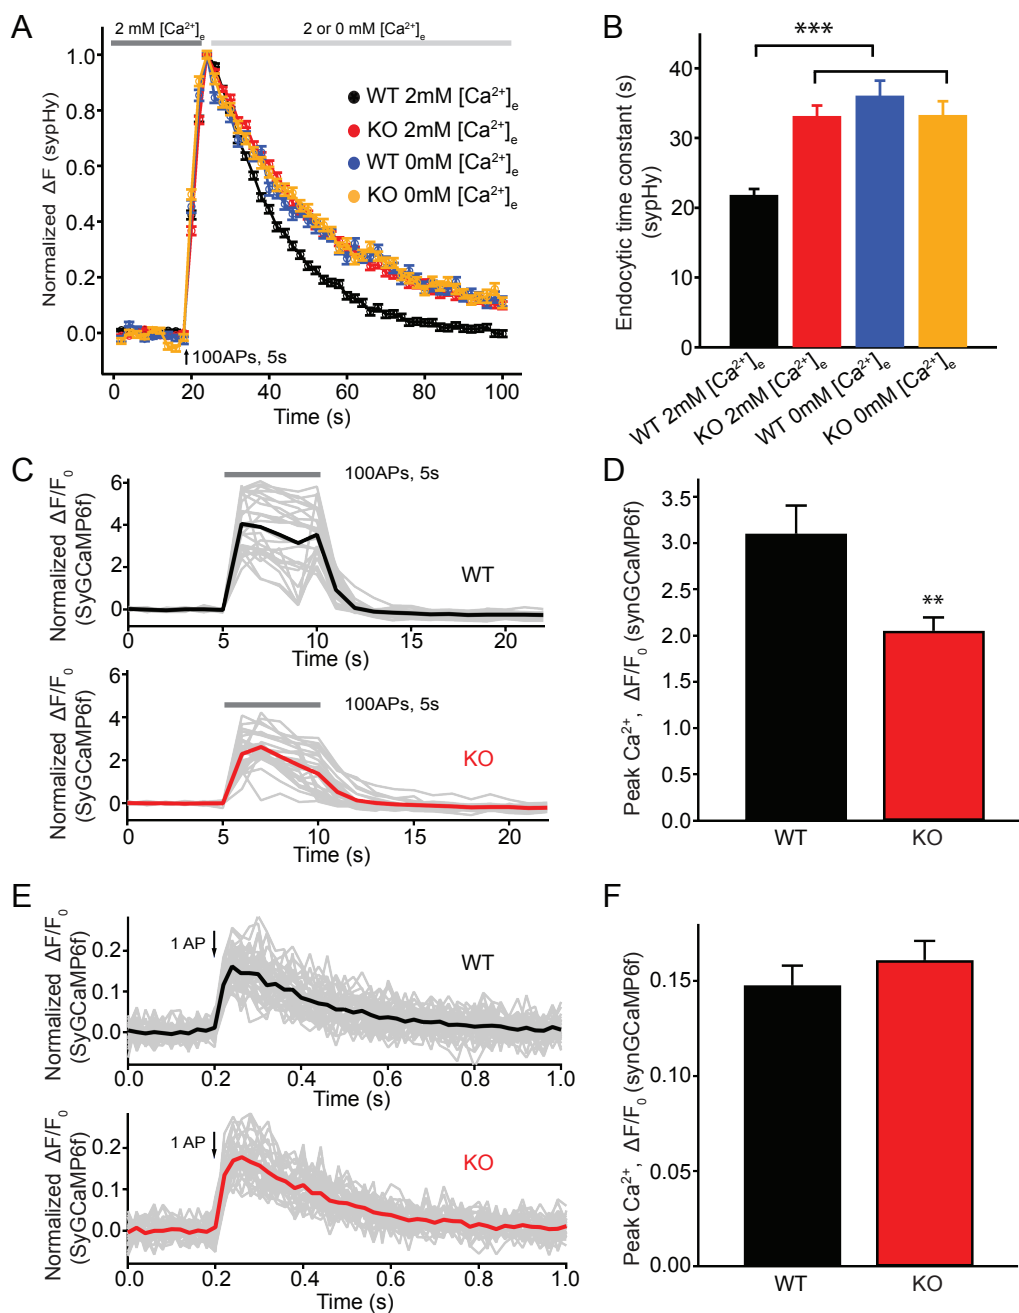 A
2 mM [Ca²⁺]e
2 or 0 mM [Ca²⁺]e
Normalized ΔF (sypHy)
1.0
0.8
0.6
0.4
0.2
0.0
WT 2mM [Ca²⁺]e
KO 2mM [Ca²⁺]e
WT 0mM [Ca²⁺]e
KO 0mM [Ca²⁺]e
100APs, 5s
0 20 40 60 80 100
Time (s)
B
***
Endocytic time constant (s)
(sypHy)
40
30
20
10
0
WT 2mM [Ca²⁺]e
KO 2mM [Ca²⁺]e
WT 0mM [Ca²⁺]e
KO 0mM [Ca²⁺]e
C
Normalized ΔF/F₀
(SyGCaMP6f)
6
4
2
0
100APs, 5s
WT
0 5 10 15 20
Time (s)
Normalized ΔF/F₀
(SyGCaMP6f)
6
4
2
0
100APs, 5s
KO
0 5 10 15 20
Time (s)
D
Peak Ca²⁺, ΔF/F₀ (synGCaMP6f)
3.5
3.0
2.5
2.0
1.5
1.0
0.5
0.0
**
WT KO
E
Normalized ΔF/F₀
(SyGCaMP6f)
0.2
0.1
0.0
1 AP
WT
0.0 0.2 0.4 0.6 0.8 1.0
Time (s)
Normalized ΔF/F₀
(SyGCaMP6f)
0.2
0.1
0.0
1 AP
KO
0.0 0.2 0.4 0.6 0.8 1.0
Time (s)
F
Peak Ca²⁺, ΔF/F₀ (synGCaMP6f)
0.15
0.10
0.05
0.00
WT KO